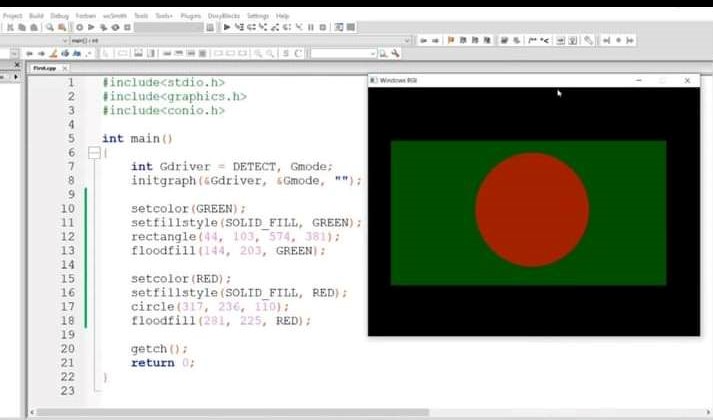 Project Build Debug Fortran wxSmith Tools Tools+ Plugins DoxyBlocks Settings Help
main() : int
First.cpp
Windows BGI
1 #include<stdio.h>
2 #include<graphics.h>
3 #include<conio.h>
4
5 int main()
6 {
7 int Gdriver = DETECT, Gmode;
8 initgraph(&Gdriver, &Gmode, "");
9
10 setcolor(GREEN);
11 setfillstyle(SOLID_FILL, GREEN);
12 rectangle(44, 103, 574, 381);
13 floodfill(144, 203, GREEN);
14
15 setcolor(RED);
16 setfillstyle(SOLID_FILL, RED);
17 circle(317, 236, 110);
18 floodfill(281, 225, RED);
19
20 getch();
21 return 0;
22 }
23